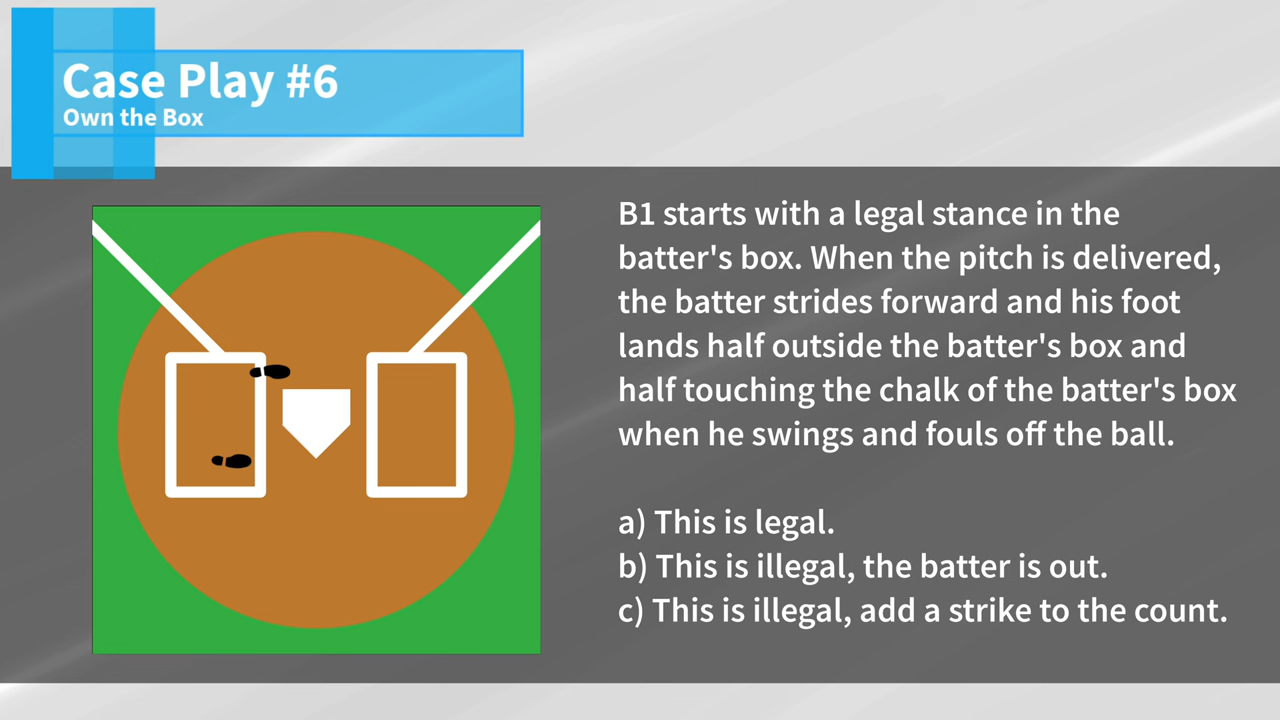 Case Play #6
Own the Box
B1 starts with a legal stance in the
batter's box. When the pitch is delivered,
the batter strides forward and his foot
lands half outside the batter's box and
half touching the chalk of the batter's box
when he swings and fouls off the ball.
a) This is legal.
b) This is illegal, the batter is out.
c) This is illegal, add a strike to the count.